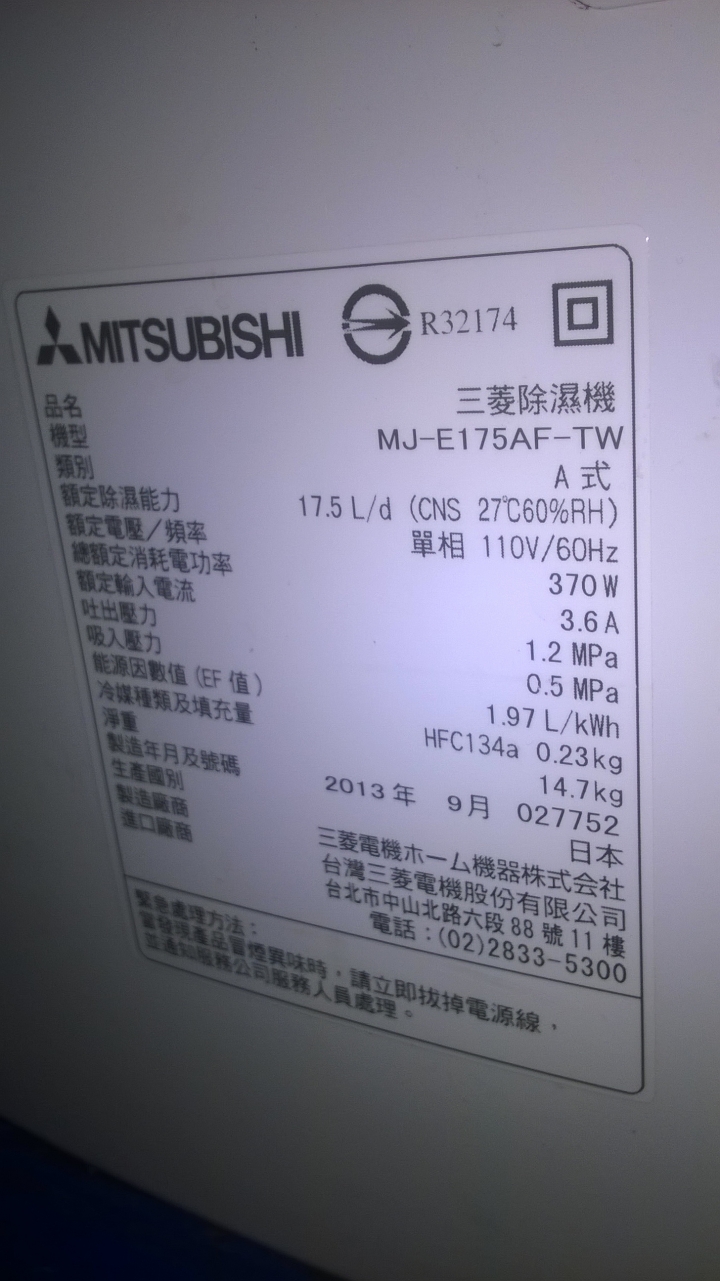 MITSUBISHI R32174
品名 三菱除濕機
機型 MJ-E175AF-TW
類別 A 式
額定除濕能力 17.5 L/d (CNS 27℃60%RH)
額定電壓/頻率 單相 110V/60Hz
總額定消耗電功率 370W
額定輸入電流 3.6A
吐出壓力 1.2 MPa
吸入壓力 0.5 MPa
能源因數值(EF 值) 1.97 L/kWh
冷媒種類及填充量 HFC134a 0.23kg
淨重 14.7kg
製造年月及號碼 2013年 9月 027752
生產國別 日本
製造廠商 三菱電機ホーム機器株式会社
進口廠商 台灣三菱電機股份有限公司
台北市中山北路六段 88 號 11 樓
電話:(02)2833-5300
緊急處理方法:
當發現產品冒煙異味時,請立即拔掉電源線,
並通知服務公司服務人員處理。